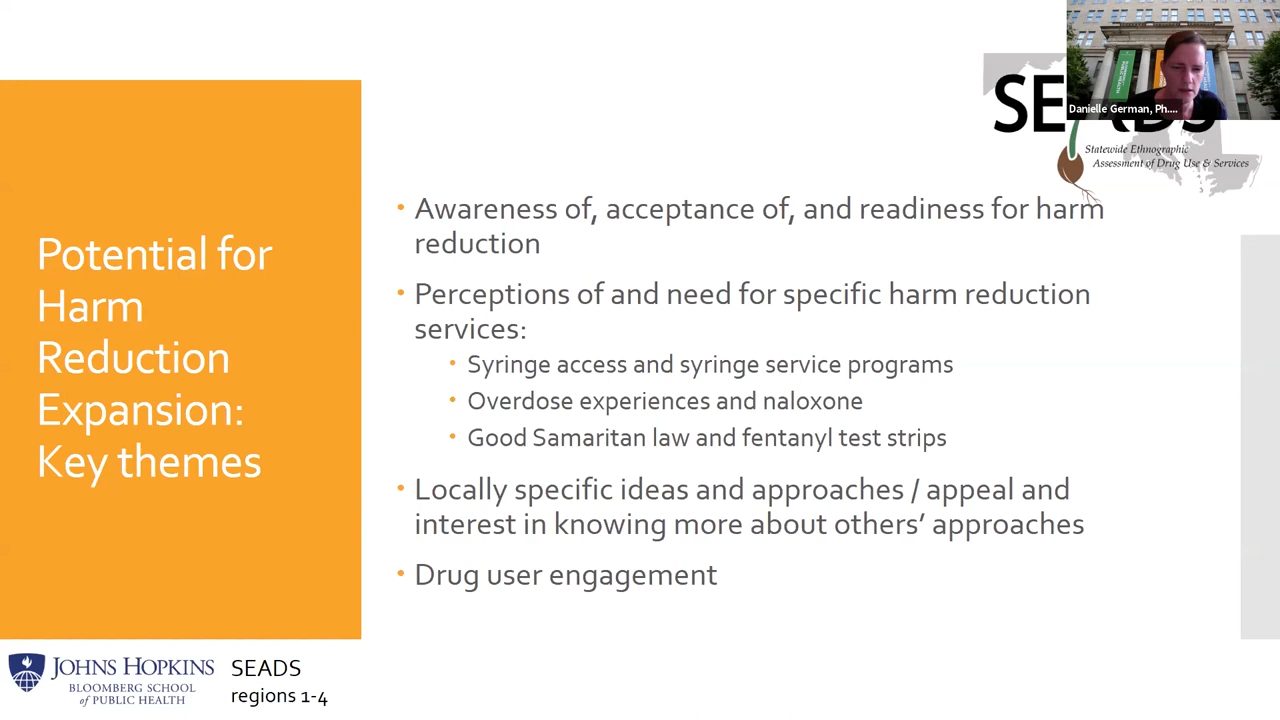 Danielle German, Ph....
Statewide Ethnographic
Assessment of Drug Use & Services
Potential for
Harm
Reduction
Expansion:
Key themes
• Awareness of, acceptance of, and readiness for harm
reduction
• Perceptions of and need for specific harm reduction
services:
• Syringe access and syringe service programs
• Overdose experiences and naloxone
• Good Samaritan law and fentanyl test strips
• Locally specific ideas and approaches / appeal and
interest in knowing more about others’ approaches
• Drug user engagement
JOHNS HOPKINS
BLOOMBERG SCHOOL
of PUBLIC HEALTH
SEADS
regions 1-4